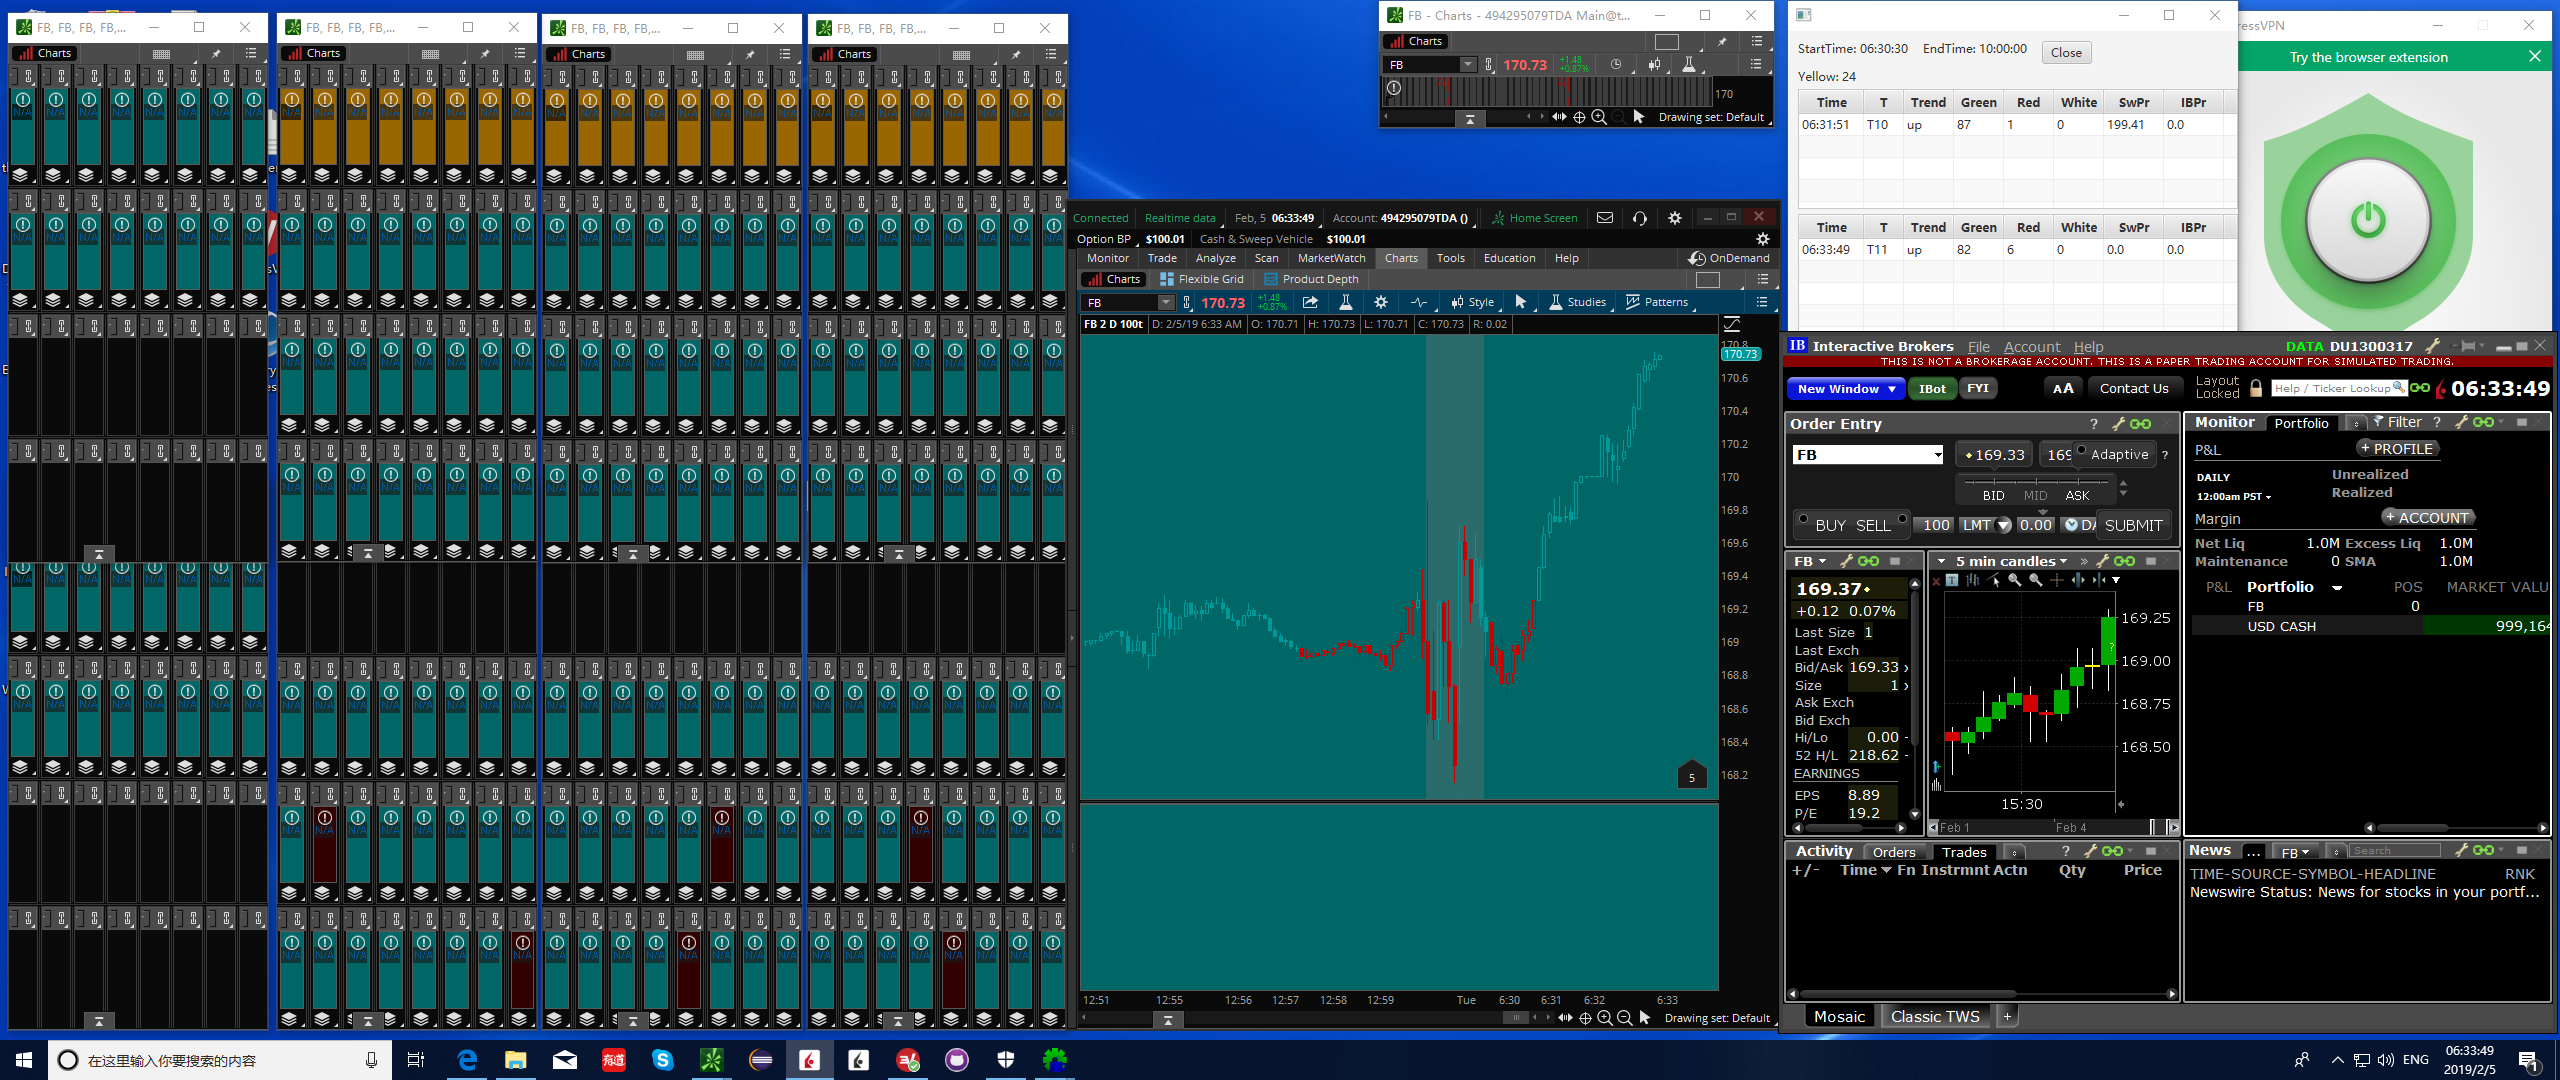 FB, FB, FB, FB,...
Charts
FB, FB, FB, FB,...
Charts
FB, FB, FB, FB,...
Charts
FB, FB, FB, FB,...
Charts
N/A
FB - Charts - 494295079TDA Main@t...
Charts
FB
170.73
+1.48
+0.87%
170
Drawing set: Default
StartTime: 06:30:30 EndTime: 10:00:00 Close
Yellow: 24
Time T Trend Green Red White SwPr IBPr
06:31:51 T10 up 87 1 0 199.41 0.0
Time T Trend Green Red White SwPr IBPr
06:33:49 T11 up 82 6 0 0.0 0.0
ressVPN
Try the browser extension
Connected Realtime data Feb, 5 06:33:49 Account: 494295079TDA () Home Screen
Option BP $100.01 Cash & Sweep Vehicle $100.01
Monitor Trade Analyze Scan MarketWatch Charts Tools Education Help OnDemand
Charts Flexible Grid Product Depth
FB 170.73 +1.48 +0.87% Style Studies Patterns
FB 2 D 100t D: 2/5/19 6:33 AM O: 170.71 H: 170.73 L: 170.71 C: 170.73 R: 0.02
170.8
170.73
170.6
170.4
170.2
170
169.8
169.6
169.4
169.2
169
168.8
168.6
168.4
168.2
5
12:51 12:55 12:56 12:57 12:58 12:59 Tue 6:30 6:31 6:32 6:33
Drawing set: Default
IB Interactive Brokers File Account Help DATA DU1300317
THIS IS NOT A BROKERAGE ACCOUNT. THIS IS A PAPER TRADING ACCOUNT FOR SIMULATED TRADING.
New Window IBot FYI AA Contact Us Layout Locked Help / Ticker Lookup 06:33:49
Order Entry ?
FB 169.33 169 Adaptive ?
BID MID ASK
BUY SELL 100 LMT 0.00 DA SUBMIT
Monitor Portfolio Filter ?
P&L + PROFILE
DAILY Unrealized
12:00am PST Realized
Margin + ACCOUNT
Net Liq 1.0M Excess Liq 1.0M
Maintenance 0 SMA 1.0M
P&L Portfolio POS MARKET VALU
FB 0
USD CASH 999,164
FB
169.37
+0.12 0.07%
Last Size 1
Last Exch
Bid/Ask 169.33
Size 1
Ask Exch
Bid Exch
Hi/Lo 0.00 -
52 H/L 218.62 -
EARNINGS
EPS 8.89
P/E 19.2
5 min candles
169.25
169.00
168.75
168.50
15:30
Feb 1 Feb 4
Activity Orders Trades ?
+/- Time Fn Instrmnt Actn Qty Price
News ... FB Search
TIME-SOURCE-SYMBOL-HEADLINE RNK
Newswire Status: News for stocks in your portf...
Mosaic Classic TWS +
在这里输入你要搜索的内容
有道
ENG
06:33:49
2019/2/5
1